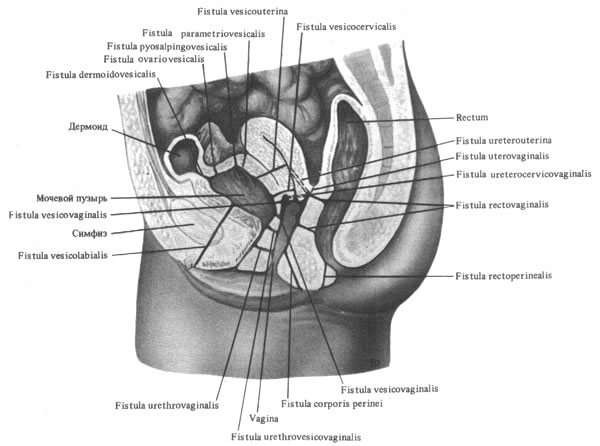 Fistula vesicouterina
Fistula vesicocervicalis
Fistula parametriovesicalis
Fistula pyosalpingovesicalis
Fistula ovariovesicalis
Fistula dermoidovesicalis
Дермоид
Мочевой пузырь
Fistula vesicovaginalis
Симфиз
Fistula vesicolabialis
Rectum
Fistula ureterouterina
Fistula uterovaginalis
Fistula ureterocervicovaginalis
Fistula rectovaginalis
Fistula rectoperinealis
Fistula vesicovaginalis
Fistula corporis perinei
Fistula urethrovaginalis
Vagina
Fistula urethrovesicovaginalis